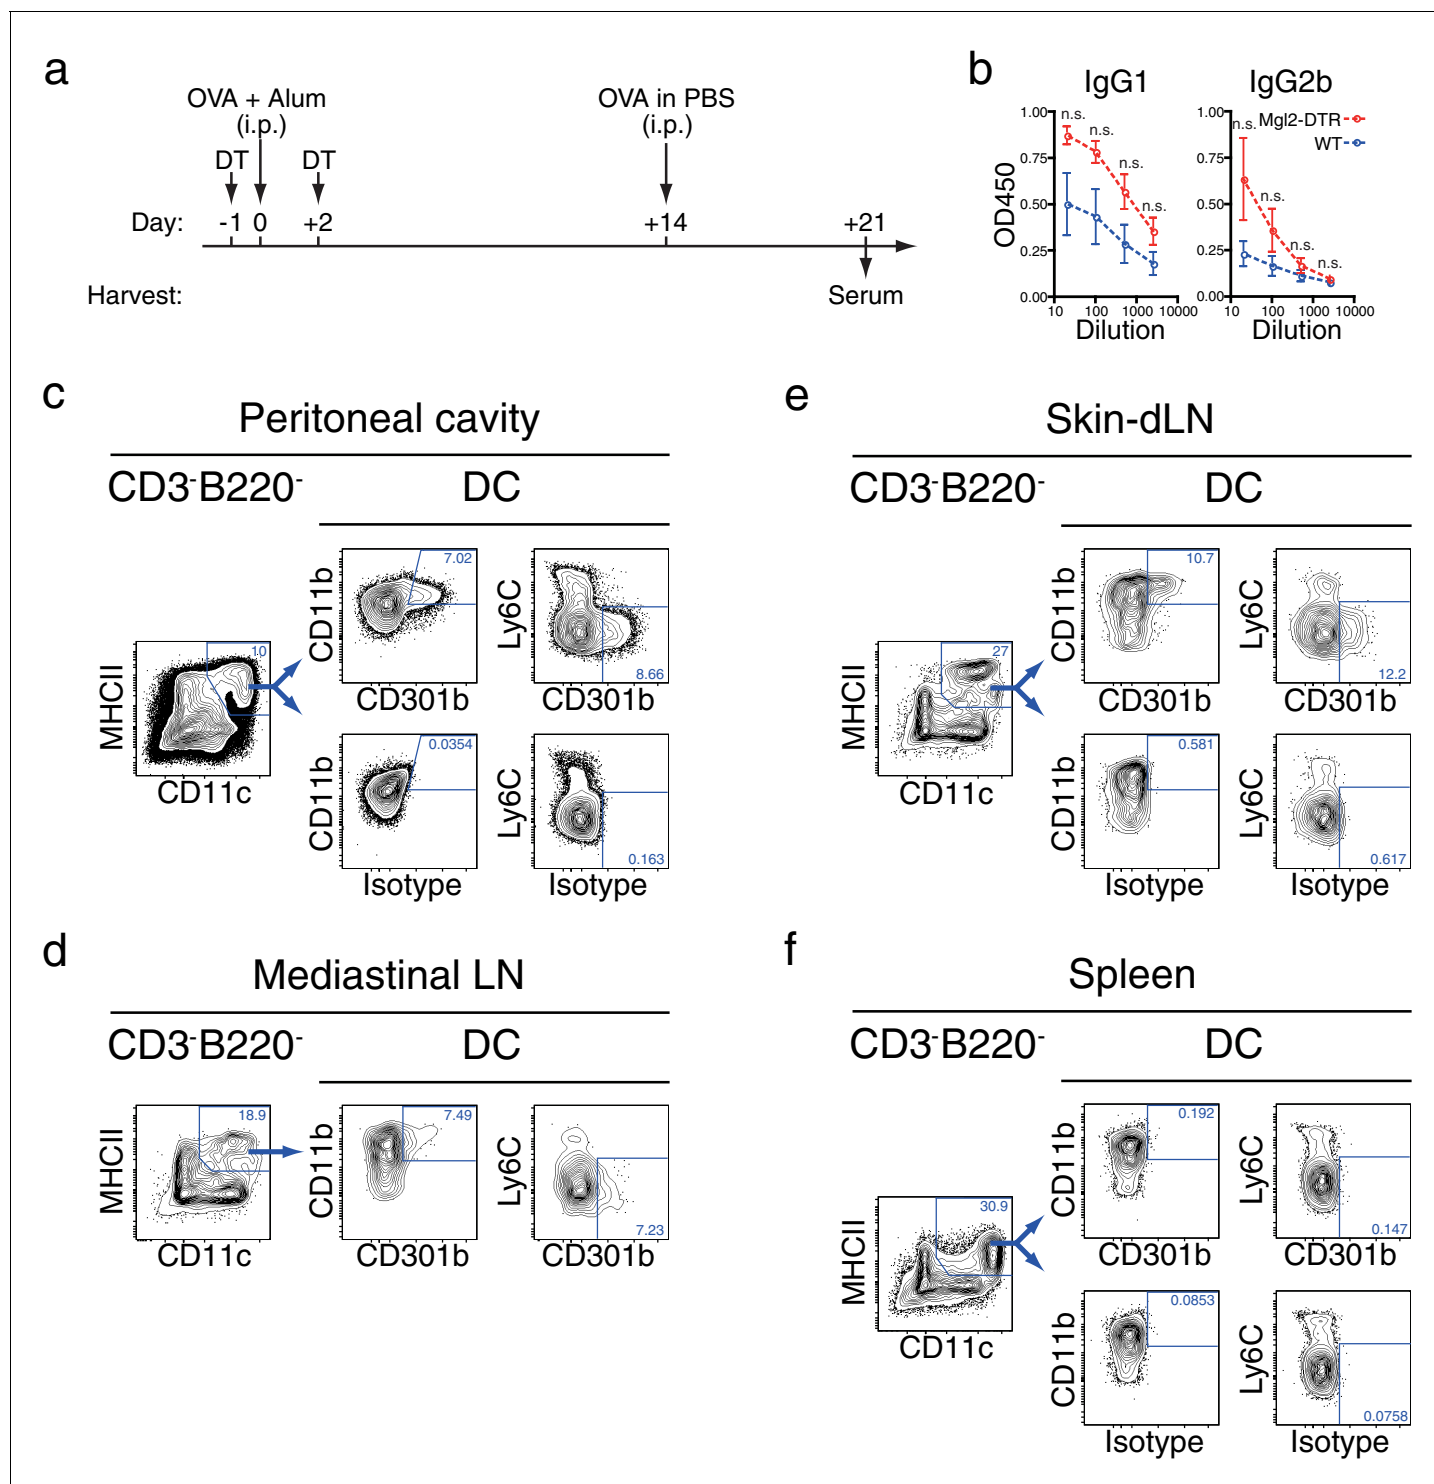 a
OVA + Alum
(i.p.)
DT
DT
OVA in PBS
(i.p.)
Day:
-1
0
+2
+14
+21
Harvest:
Serum
b
IgG1
IgG2b
OD450
1.00
0.75
0.50
0.25
0.00
n.s.
n.s.
n.s.
n.s.
10
100
1000
10000
Dilution
1.00
0.75
0.50
0.25
0.00
n.s.
n.s.
n.s.
n.s.
Mgl2-DTR
WT
10
100
1000
10000
Dilution
c
Peritoneal cavity
CD3⁻B220⁻
DC
MHCII
10
CD11c
CD11b
7.02
CD301b
Ly6C
8.66
CD301b
CD11b
0.0354
Isotype
Ly6C
0.163
Isotype
e
Skin-dLN
CD3⁻B220⁻
DC
MHCII
27
CD11c
CD11b
10.7
CD301b
Ly6C
12.2
CD301b
CD11b
0.581
Isotype
Ly6C
0.617
Isotype
d
Mediastinal LN
CD3⁻B220⁻
DC
MHCII
18.9
CD11c
CD11b
7.49
CD301b
Ly6C
7.23
CD301b
f
Spleen
CD3⁻B220⁻
DC
MHCII
30.9
CD11c
CD11b
0.192
CD301b
Ly6C
0.147
CD301b
CD11b
0.0853
Isotype
Ly6C
0.0758
Isotype